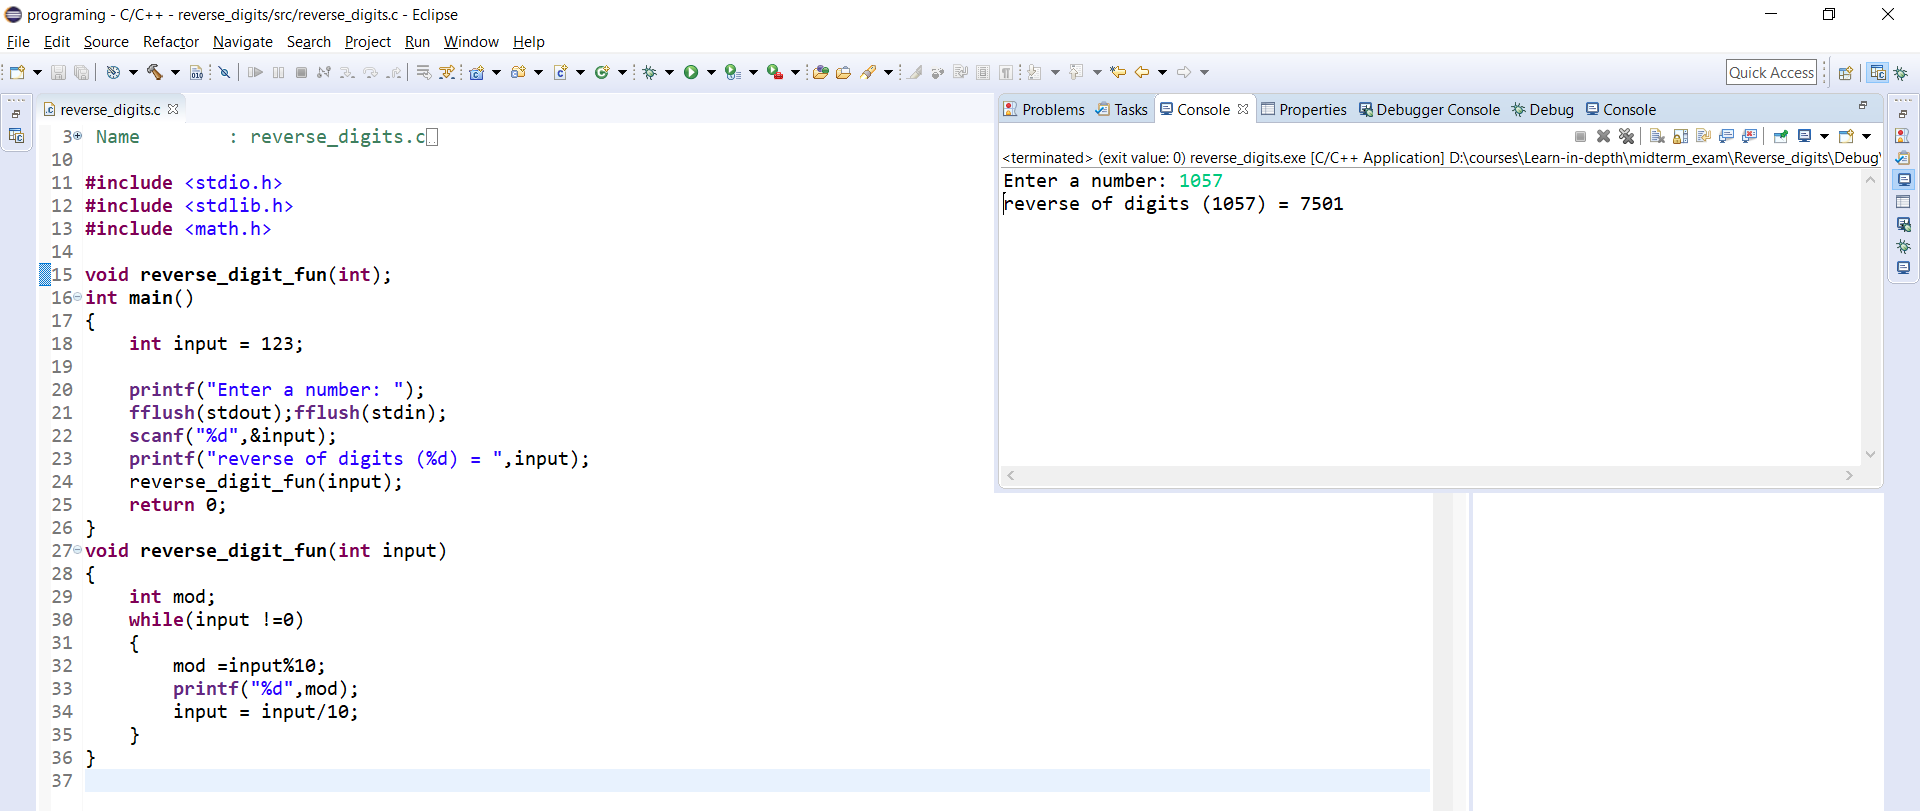 programing - C/C++ - reverse_digits/src/reverse_digits.c - Eclipse
File Edit Source Refactor Navigate Search Project Run Window Help
Quick Access
reverse_digits.c
3 Name : reverse_digits.c
10
11 #include <stdio.h>
12 #include <stdlib.h>
13 #include <math.h>
14
15 void reverse_digit_fun(int);
16 int main()
17 {
18     int input = 123;
19
20     printf("Enter a number: ");
21     fflush(stdout);fflush(stdin);
22     scanf("%d",&input);
23     printf("reverse of digits (%d) = ",input);
24     reverse_digit_fun(input);
25     return 0;
26 }
27 void reverse_digit_fun(int input)
28 {
29     int mod;
30     while(input !=0)
31     {
32         mod =input%10;
33         printf("%d",mod);
34         input = input/10;
35     }
36 }
37
Problems Tasks Console Properties Debugger Console Debug Console
<terminated> (exit value: 0) reverse_digits.exe [C/C++ Application] D:\courses\Learn-in-depth\midterm_exam\Reverse_digits\Debug\
Enter a number: 1057
reverse of digits (1057) = 7501